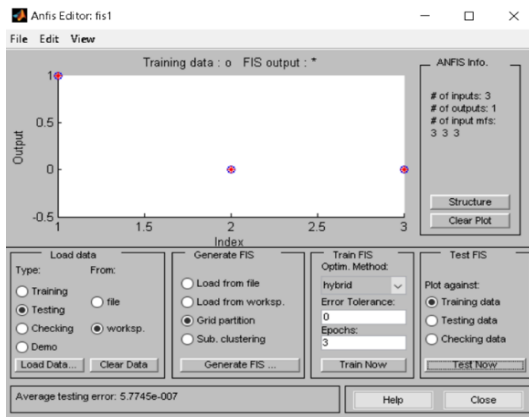 Anfis Editor: fis1
File Edit View
Training data : o FIS output : *
1
0.5
0
-0.5
Output
1 1.5 2 2.5 3
Index
ANFIS Info.
# of inputs: 3
# of outputs: 1
# of input mfs:
3 3 3
Structure
Clear Plot
Load data
Type: From:
Training
Testing
Checking
Demo
file
worksp.
Load Data... Clear Data
Generate FIS
Load from file
Load from worksp.
Grid partition
Sub. clustering
Generate FIS ...
Train FIS
Optim. Method:
hybrid
Error Tolerance:
0
Epochs:
3
Train Now
Test FIS
Plot against:
Training data
Testing data
Checking data
Test Now
Average testing error: 5.7745e-007
Help Close